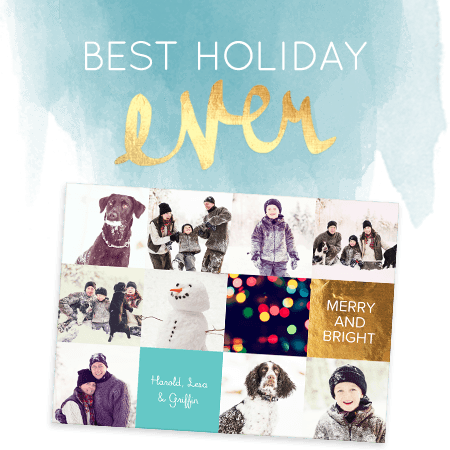 BEST HOLIDAY
ever
MERRY
AND
BRIGHT
Harold, Lesa
& Griffin